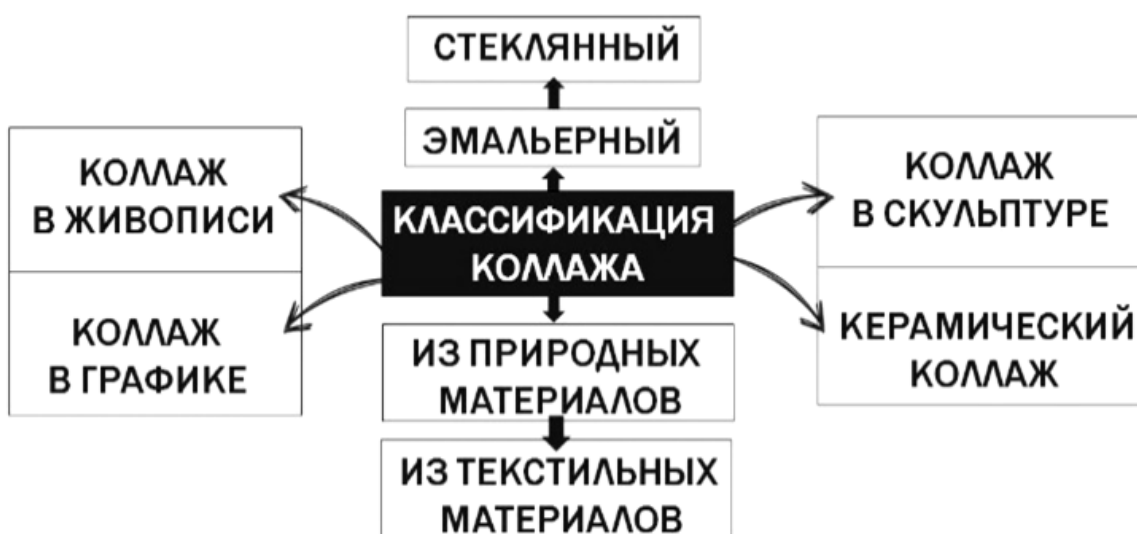 СТЕКЛЯННЫЙ
ЭМАЛЬЕРНЫЙ
КОЛЛАЖ
В ЖИВОПИСИ
КОЛЛАЖ
В ГРАФИКЕ
КЛАССИФИКАЦИЯ
КОЛЛАЖА
КОЛЛАЖ
В СКУЛЬПТУРЕ
КЕРАМИЧЕСКИЙ
КОЛЛАЖ
ИЗ ПРИРОДНЫХ
МАТЕРИАЛОВ
ИЗ ТЕКСТИЛЬНЫХ
МАТЕРИАЛОВ